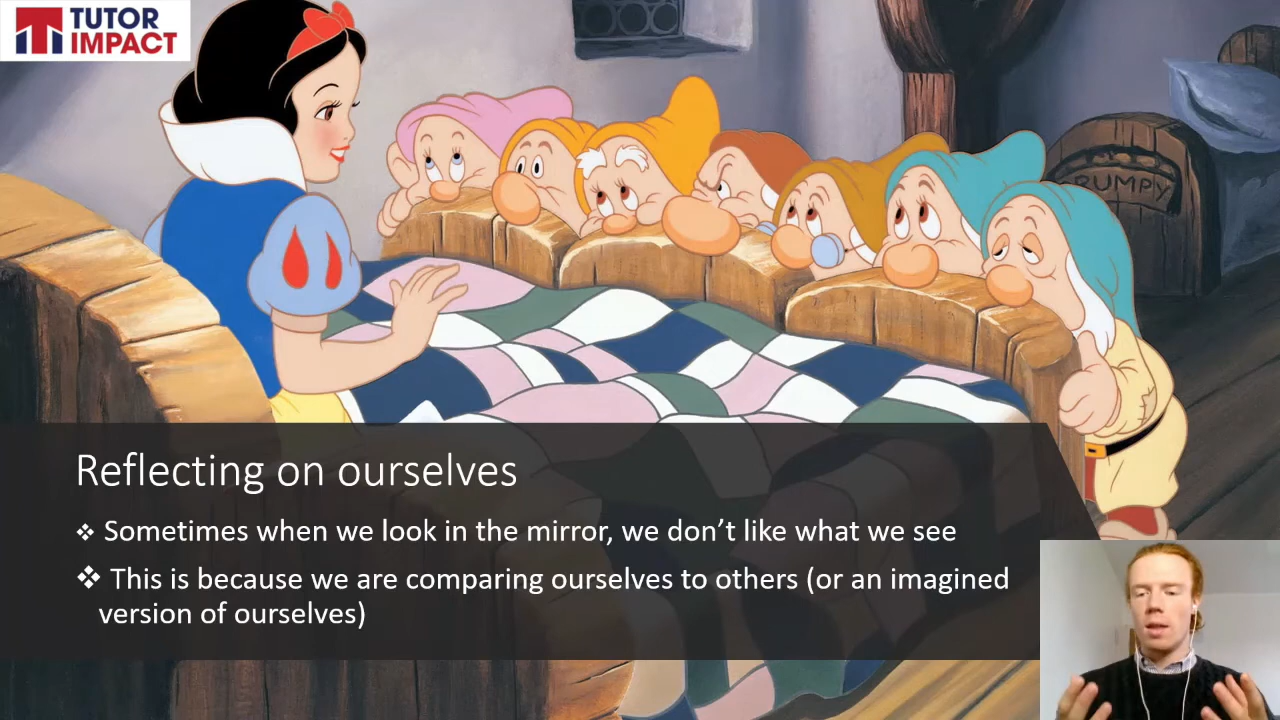 TUTOR
IMPACT
GRUMPY
Reflecting on ourselves
❖ Sometimes when we look in the mirror, we don’t like what we see
❖ This is because we are comparing ourselves to others (or an imagined
version of ourselves)